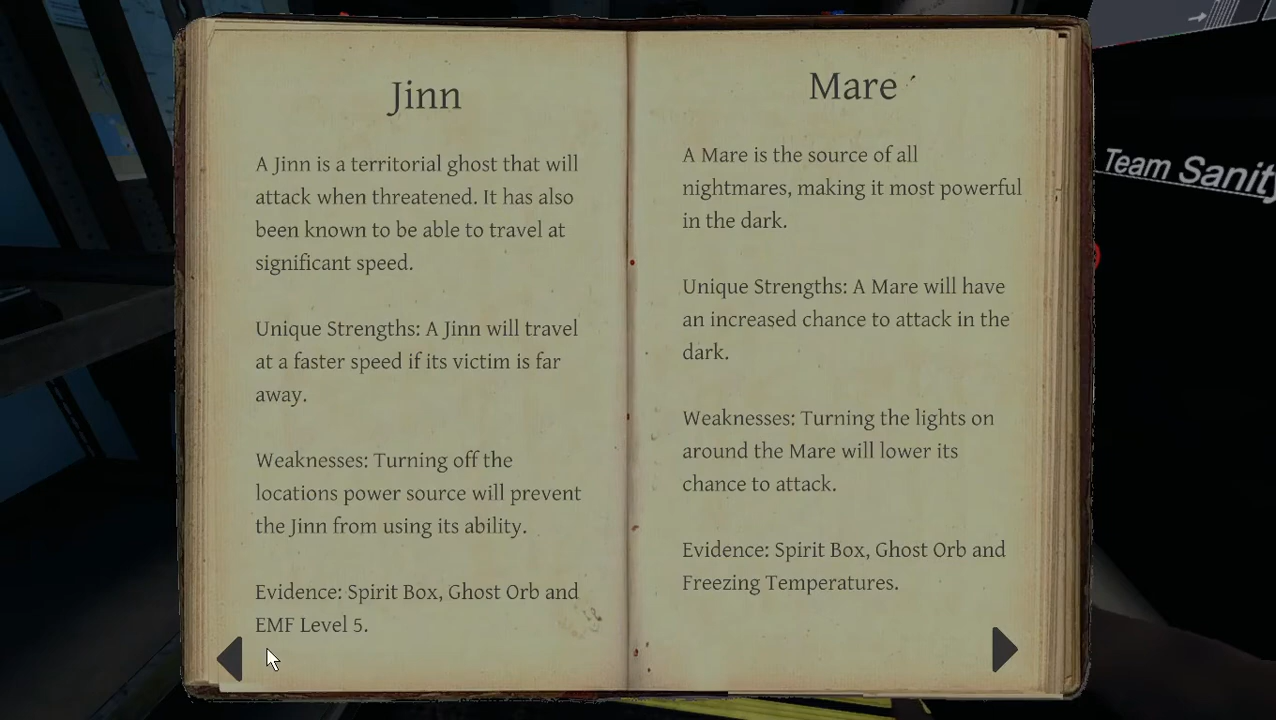 Jinn
A Jinn is a territorial ghost that will
attack when threatened. It has also
been known to be able to travel at
significant speed.
Unique Strengths: A Jinn will travel
at a faster speed if its victim is far
away.
Weaknesses: Turning off the
locations power source will prevent
the Jinn from using its ability.
Evidence: Spirit Box, Ghost Orb and
EMF Level 5.
Mare
A Mare is the source of all
nightmares, making it most powerful
in the dark.
Unique Strengths: A Mare will have
an increased chance to attack in the
dark.
Weaknesses: Turning the lights on
around the Mare will lower its
chance to attack.
Evidence: Spirit Box, Ghost Orb and
Freezing Temperatures.
Team